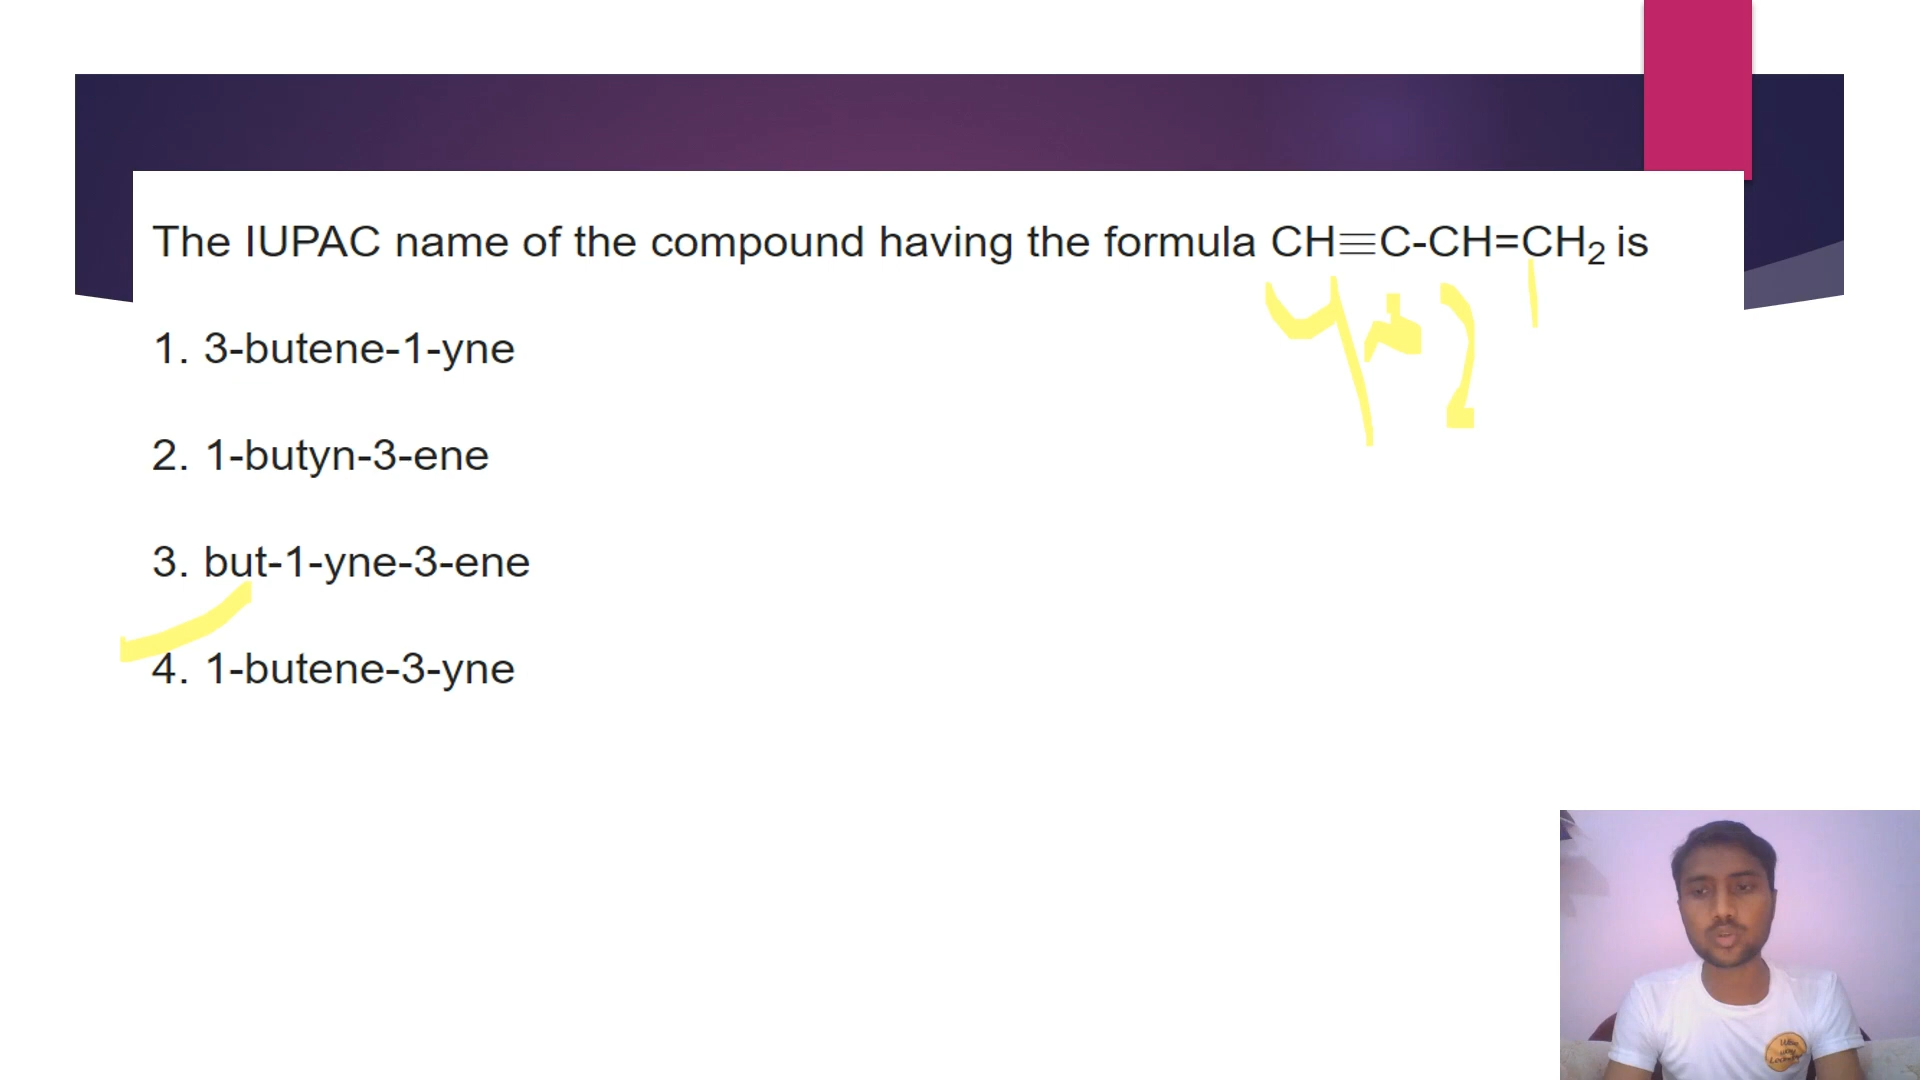 The IUPAC name of the compound having the formula CH≡C-CH=CH₂ is
4 3 2 1
1. 3-butene-1-yne
2. 1-butyn-3-ene
3. but-1-yne-3-ene
4. 1-butene-3-yne